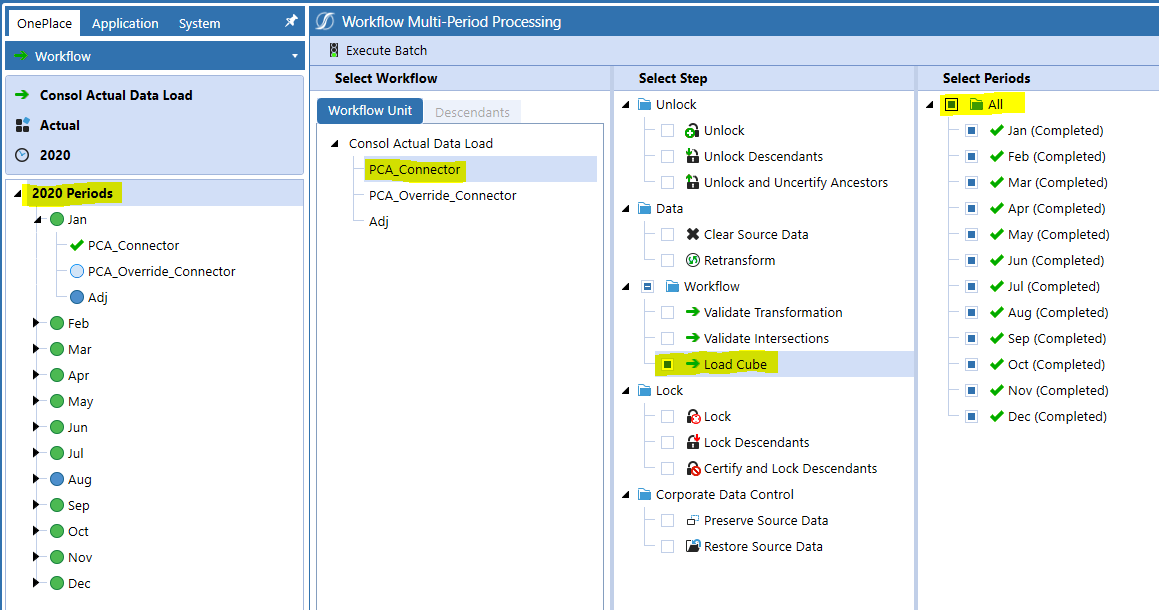 OnePlace Application System
Workflow
Consol Actual Data Load
Actual
2020
2020 Periods
Jan
PCA_Connector
PCA_Override_Connector
Adj
Feb
Mar
Apr
May
Jun
Jul
Aug
Sep
Oct
Nov
Dec
Workflow Multi-Period Processing
Execute Batch
Select Workflow
Workflow Unit Descendants
Consol Actual Data Load
PCA_Connector
PCA_Override_Connector
Adj
Select Step
Unlock
Unlock
Unlock Descendants
Unlock and Uncertify Ancestors
Data
Clear Source Data
Retransform
Workflow
Validate Transformation
Validate Intersections
Load Cube
Lock
Lock
Lock Descendants
Certify and Lock Descendants
Corporate Data Control
Preserve Source Data
Restore Source Data
Select Periods
All
Jan (Completed)
Feb (Completed)
Mar (Completed)
Apr (Completed)
May (Completed)
Jun (Completed)
Jul (Completed)
Aug (Completed)
Sep (Completed)
Oct (Completed)
Nov (Completed)
Dec (Completed)